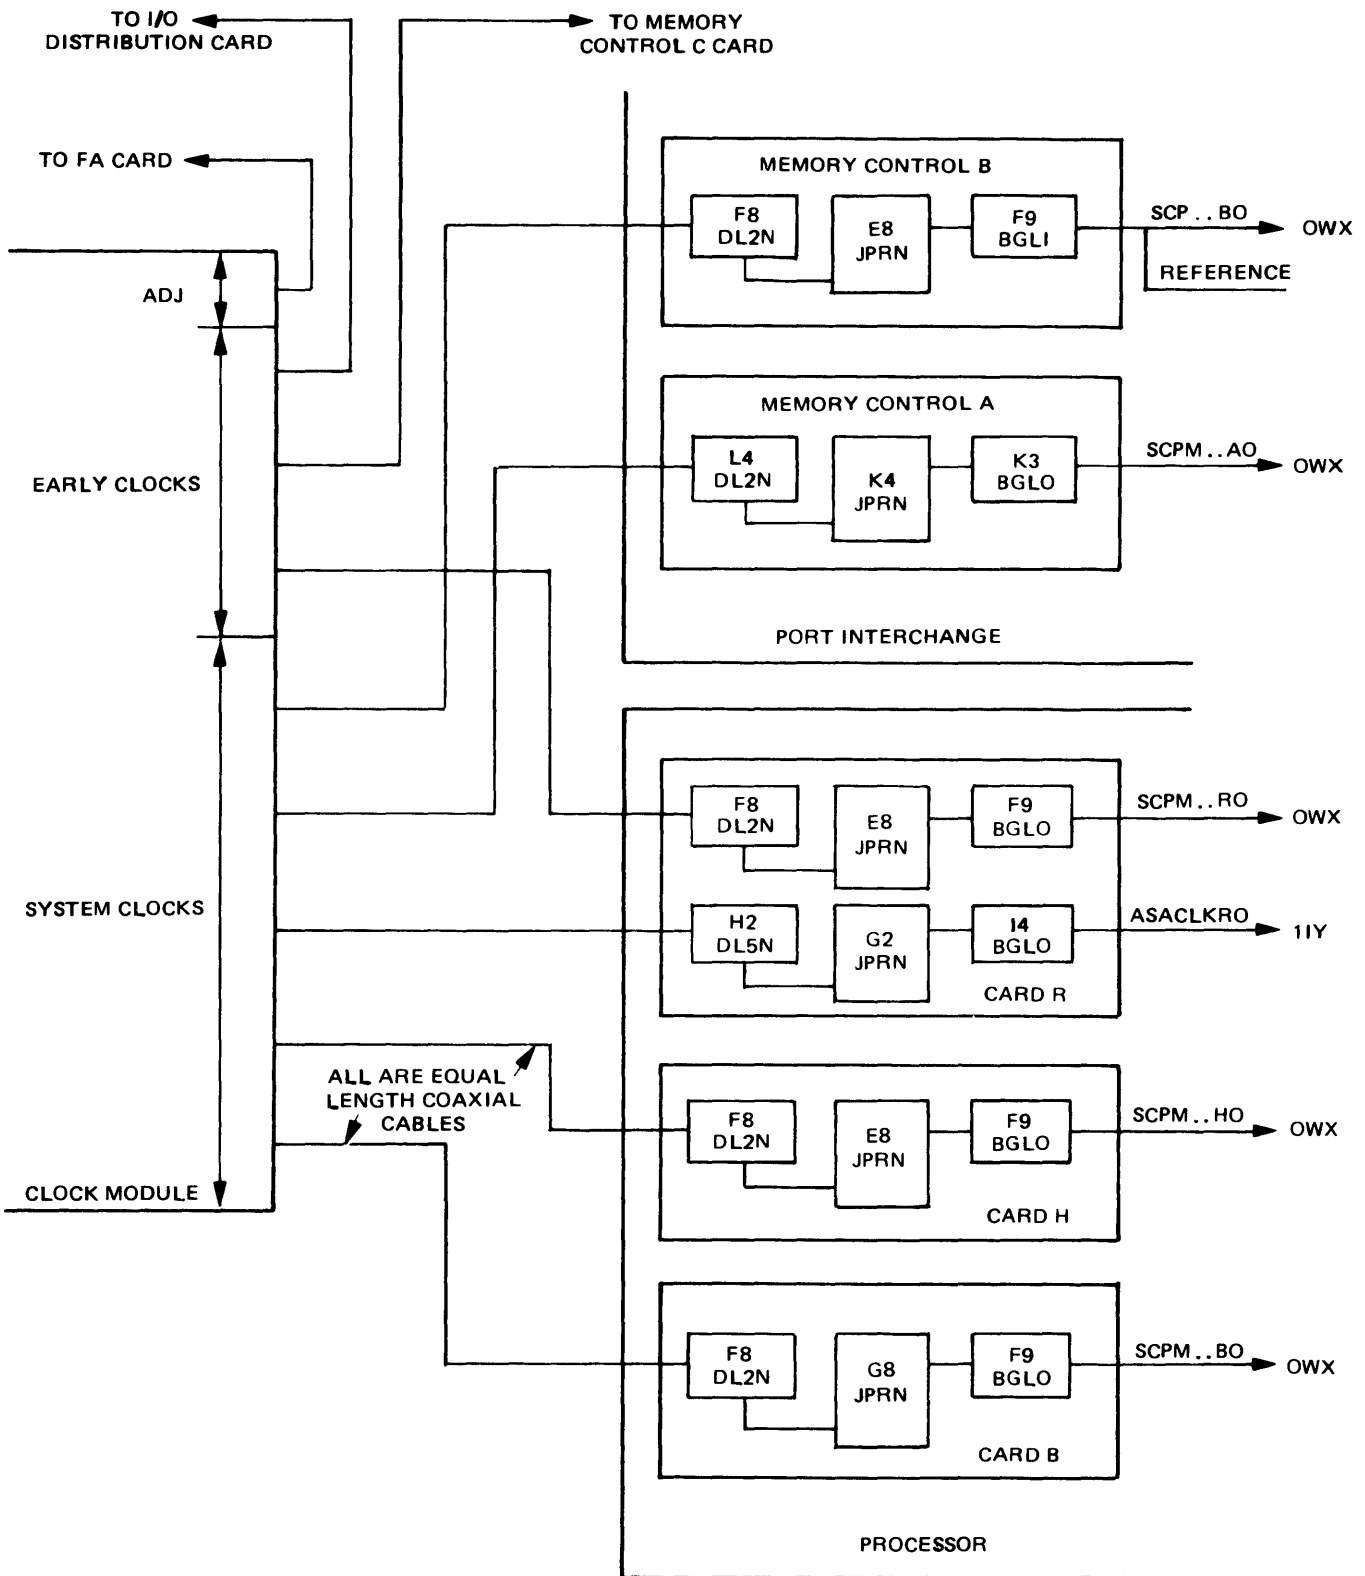 TO I/O
DISTRIBUTION CARD
TO MEMORY
CONTROL C CARD
TO FA CARD
ADJ
EARLY CLOCKS
SYSTEM CLOCKS
CLOCK MODULE
ALL ARE EQUAL
LENGTH COAXIAL
CABLES
MEMORY CONTROL B
F8
DL2N
E8
JPRN
F9
BGLI
SCP..BO
OWX
REFERENCE
MEMORY CONTROL A
L4
DL2N
K4
JPRN
K3
BGLO
SCPM..AO
OWX
PORT INTERCHANGE
F8
DL2N
E8
JPRN
F9
BGLO
SCPM..RO
OWX
H2
DL5N
G2
JPRN
I4
BGLO
ASACLKRO
1IY
CARD R
F8
DL2N
E8
JPRN
F9
BGLO
SCPM..HO
OWX
CARD H
F8
DL2N
G8
JPRN
F9
BGLO
SCPM..BO
OWX
CARD B
PROCESSOR